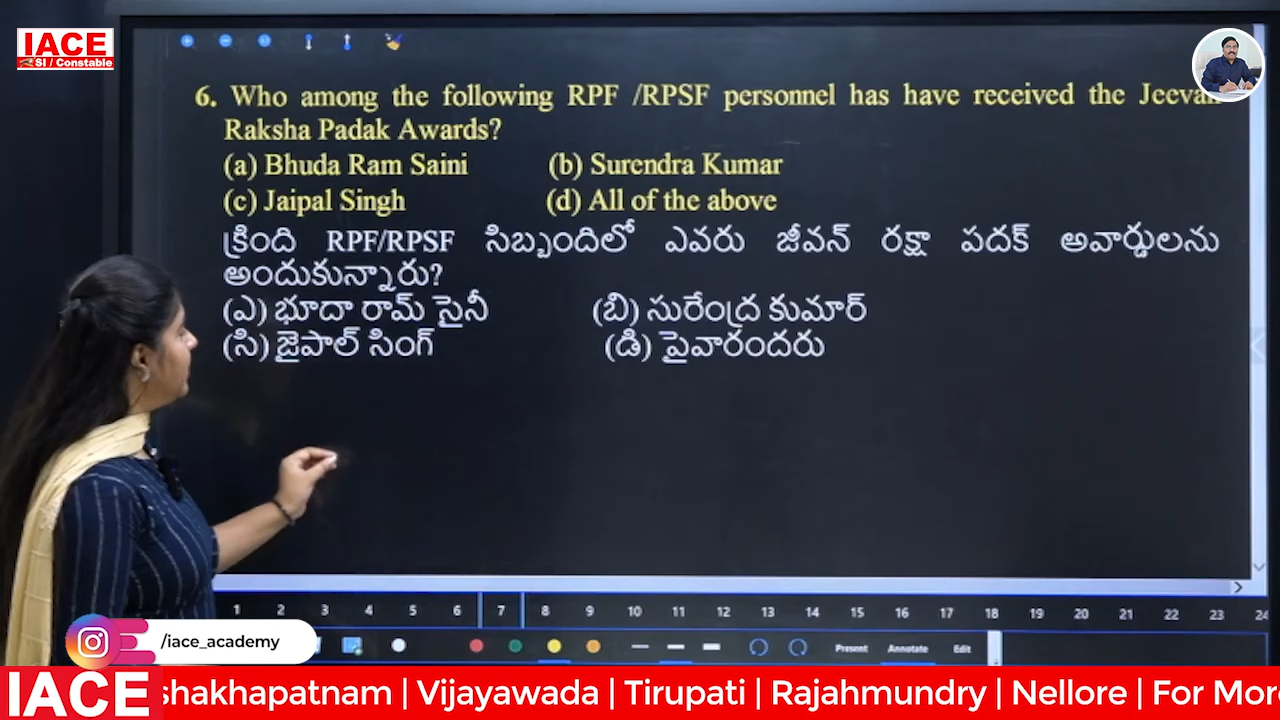 IACE
SI / Constable
6. Who among the following RPF /RPSF personnel has have received the Jeevan
Raksha Padak Awards?
(a) Bhuda Ram Saini (b) Surendra Kumar
(c) Jaipal Singh (d) All of the above
క్రింది RPF/RPSF సిబ్బందిలో ఎవరు జీవన్ రక్షా పదక్ అవార్డులను
అందుకున్నారు?
(ఎ) భూదా రామ్ సైనీ (బి) సురేంద్ర కుమార్
(సి) జైపాల్ సింగ్ (డి) పైవారందరు
1 2 3 4 5 6 7 8 9 10 11 12 13 14 15 16 17 18 19 20 21 22 23 24
/iace_academy
Present Annotate Edit
IACE shakhapatnam | Vijayawada | Tirupati | Rajahmundry | Nellore | For More